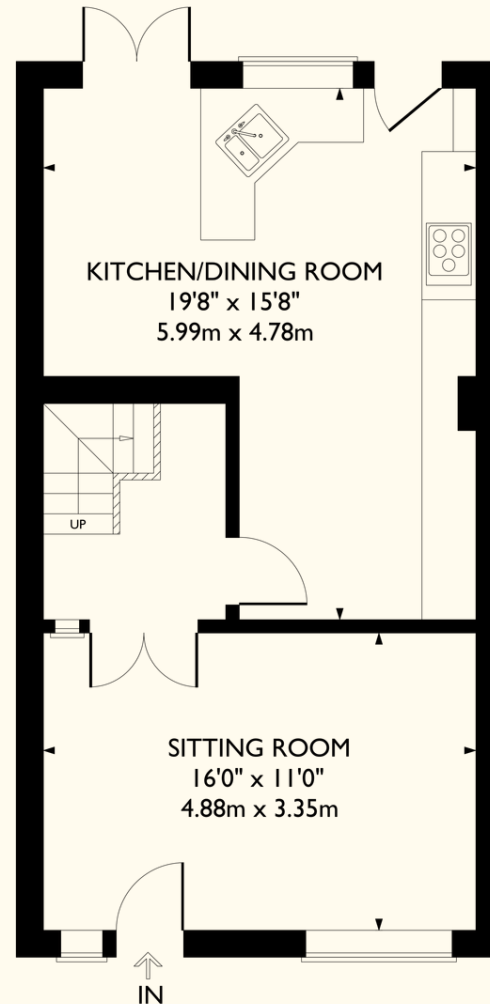 KITCHEN/DINING ROOM
19'8" x 15'8"
5.99m x 4.78m
UP
SITTING ROOM
16'0" x 11'0"
4.88m x 3.35m
IN